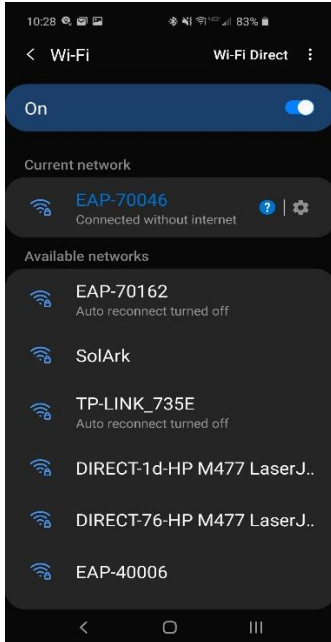 10:28 83%
Wi-Fi Wi-Fi Direct
On
Current network
EAP-70046
Connected without internet
Available networks
EAP-70162
Auto reconnect turned off
SolArk
TP-LINK_735E
Auto reconnect turned off
DIRECT-1d-HP M477 LaserJ..
DIRECT-76-HP M477 LaserJ..
EAP-40006